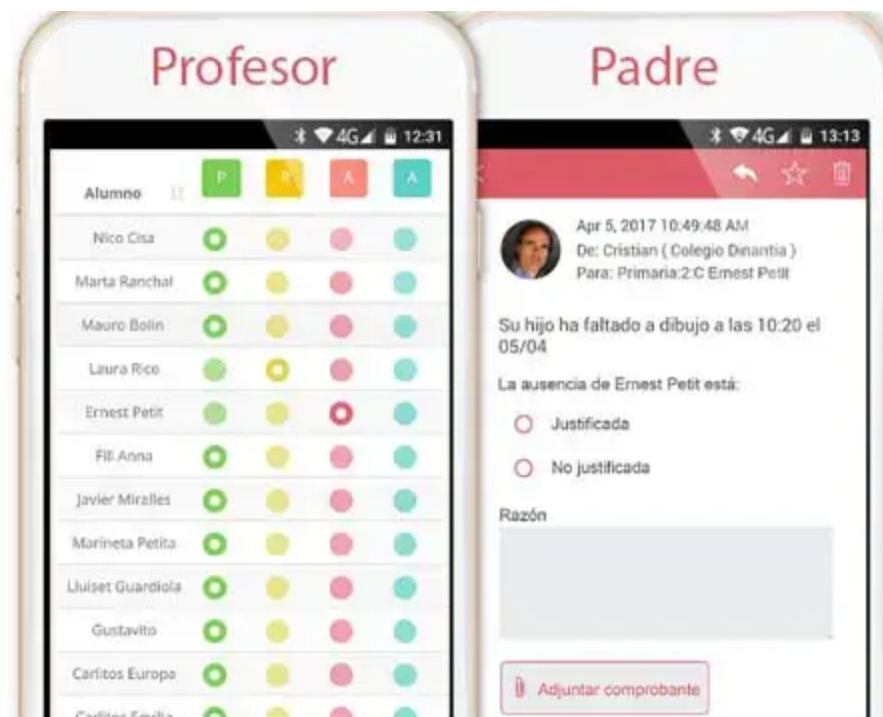 Profesor
4G 12:31
Alumno P R A A
Nico Cisa
Marta Ranchal
Mauro Bolin
Laura Rico
Ernest Petit
Fill Anna
Javier Miralles
Marineta Petita
Lluiset Guardiola
Gustavito
Carlitos Europa
Carlitos Emilia
Padre
4G 13:13
Apr 5, 2017 10:49:48 AM
De: Cristian ( Colegio Dinantia )
Para: Primaria:2:C Ernest Petit
Su hijo ha faltado a dibujo a las 10:20 el
05/04
La ausencia de Ernest Petit está:
Justificada
No justificada
Razón
Adjuntar comprobante